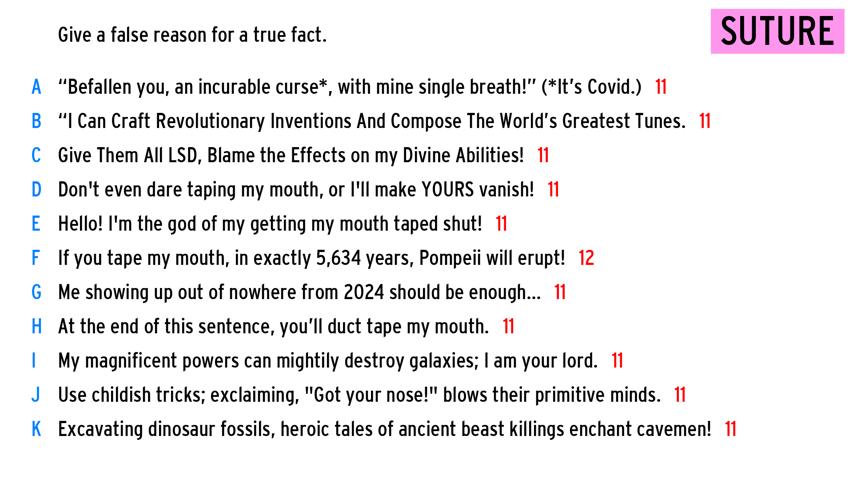 Give a false reason for a true fact.
SUTURE
A “Befallen you, an incurable curse*, with mine single breath!” (*It’s Covid.) 11
B “I Can Craft Revolutionary Inventions And Compose The World’s Greatest Tunes. 11
C Give Them All LSD, Blame the Effects on my Divine Abilities! 11
D Don't even dare taping my mouth, or I'll make YOURS vanish! 11
E Hello! I'm the god of my getting my mouth taped shut! 11
F If you tape my mouth, in exactly 5,634 years, Pompeii will erupt! 12
G Me showing up out of nowhere from 2024 should be enough... 11
H At the end of this sentence, you’ll duct tape my mouth. 11
I My magnificent powers can mightily destroy galaxies; I am your lord. 11
J Use childish tricks; exclaiming, "Got your nose!" blows their primitive minds. 11
K Excavating dinosaur fossils, heroic tales of ancient beast killings enchant cavemen! 11